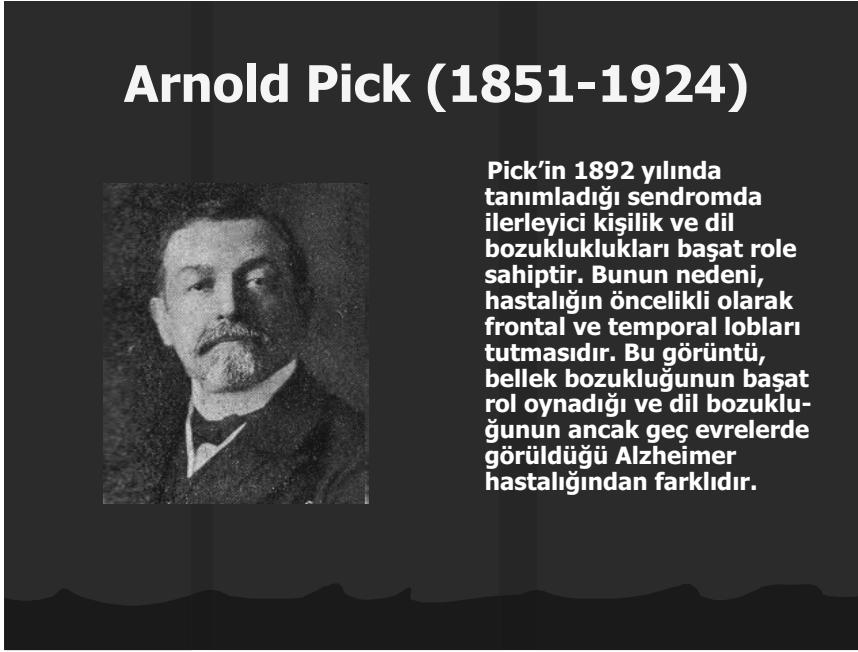 Arnold Pick (1851-1924)
Pick’in 1892 yılında
tanımladığı sendromda
ilerleyici kişilik ve dil
bozukluklukları başat role
sahiptir. Bunun nedeni,
hastalığın öncelikli olarak
frontal ve temporal lobları
tutmasıdır. Bu görüntü,
bellek bozukluğunun başat
rol oynadığı ve dil bozuklu-
ğunun ancak geç evrelerde
görüldüğü Alzheimer
hastalığından farklıdır.